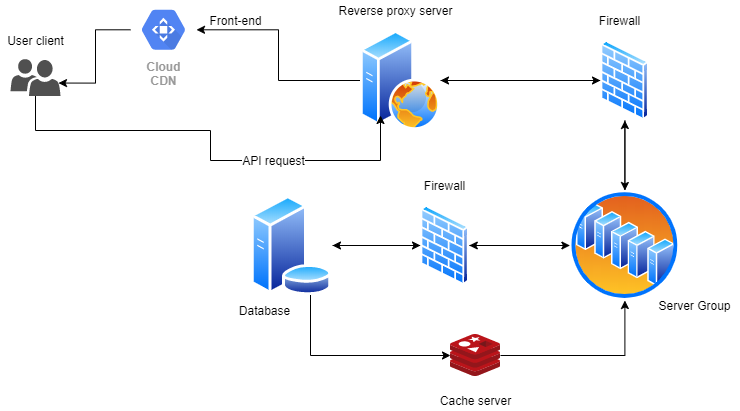 Reverse proxy server
Front-end
Firewall
User client
Cloud
CDN
API request
Firewall
Database
Server Group
Cache server